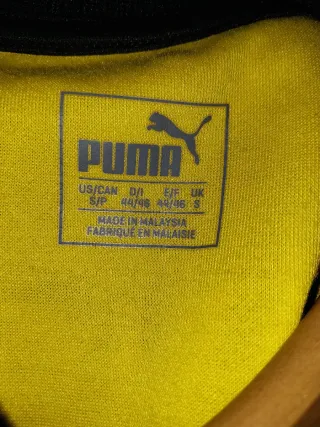 PUMA
US/CAN D/I E/F UK
S/P 44/46 44/46 S
MADE IN MALAYSIA
FABRIQUÉ EN MALAISIE